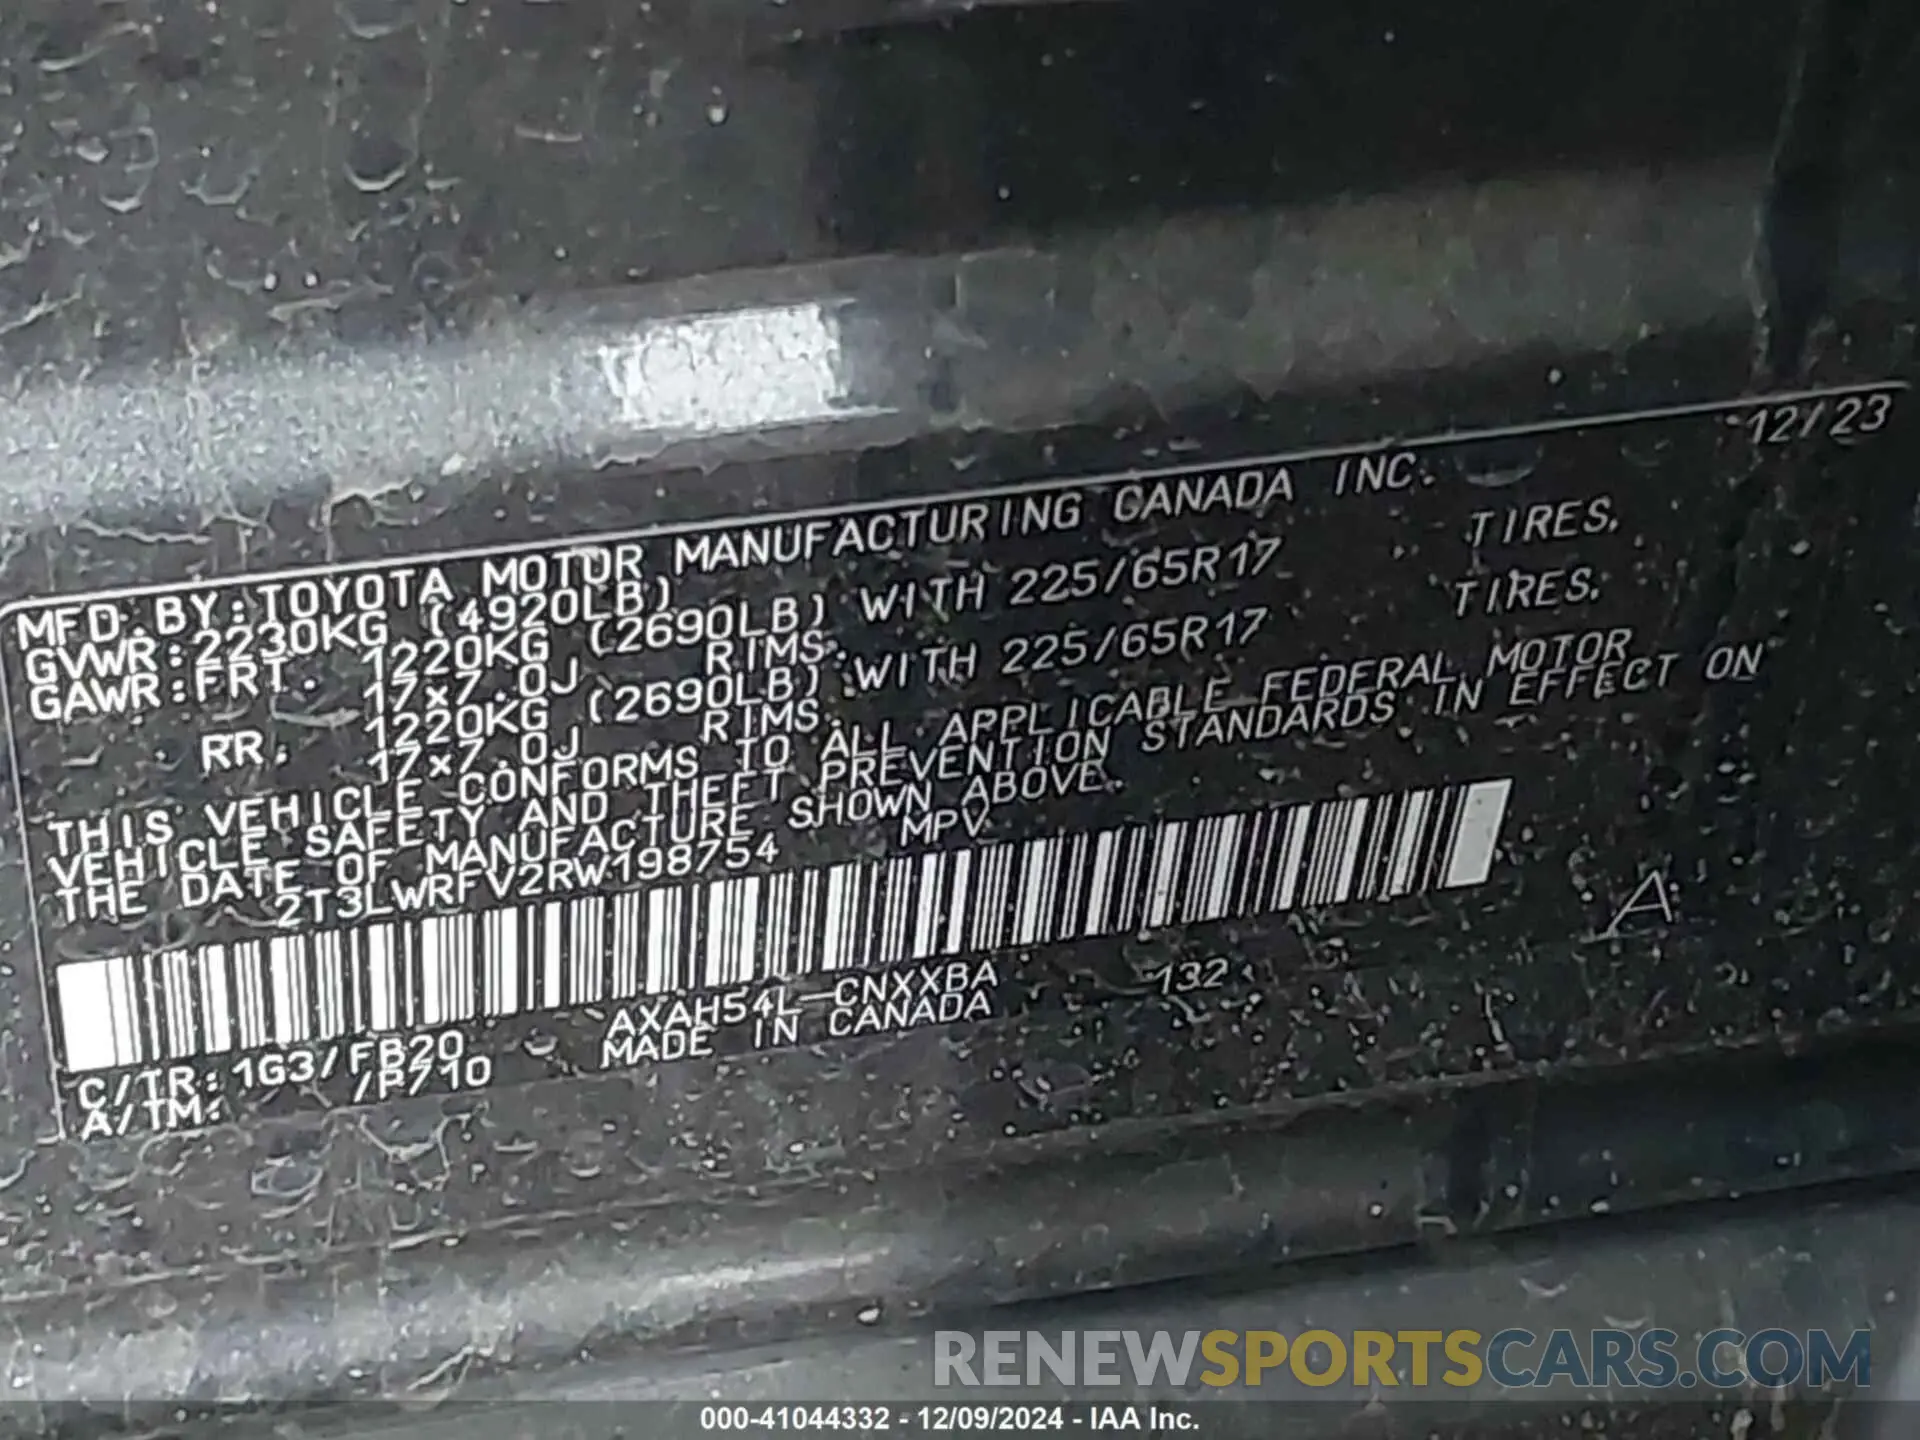 12/23
MFD. BY: TOYOTA MOTOR MANUFACTURING CANADA INC.
GVWR: 2230KG (4920LB)
GAWR: FRT. 1220KG (2690LB) WITH 225/65R17 TIRES,
17x7.0J RIMS.
RR. 1220KG (2690LB) WITH 225/65R17 TIRES,
17x7.0J RIMS.
THIS VEHICLE CONFORMS TO ALL APPLICABLE FEDERAL MOTOR
VEHICLE SAFETY AND THEFT PREVENTION STANDARDS IN EFFECT ON
THE DATE OF MANUFACTURE SHOWN ABOVE.
2T3LWRFV2RW198754 MPV
A
C/TR: 1G3/FB20 AXAH54L-CNXXBA 132
A/TM: /P710 MADE IN CANADA
RENEWSPORTSCARS.COM
000-41044332 - 12/09/2024 - IAA Inc.